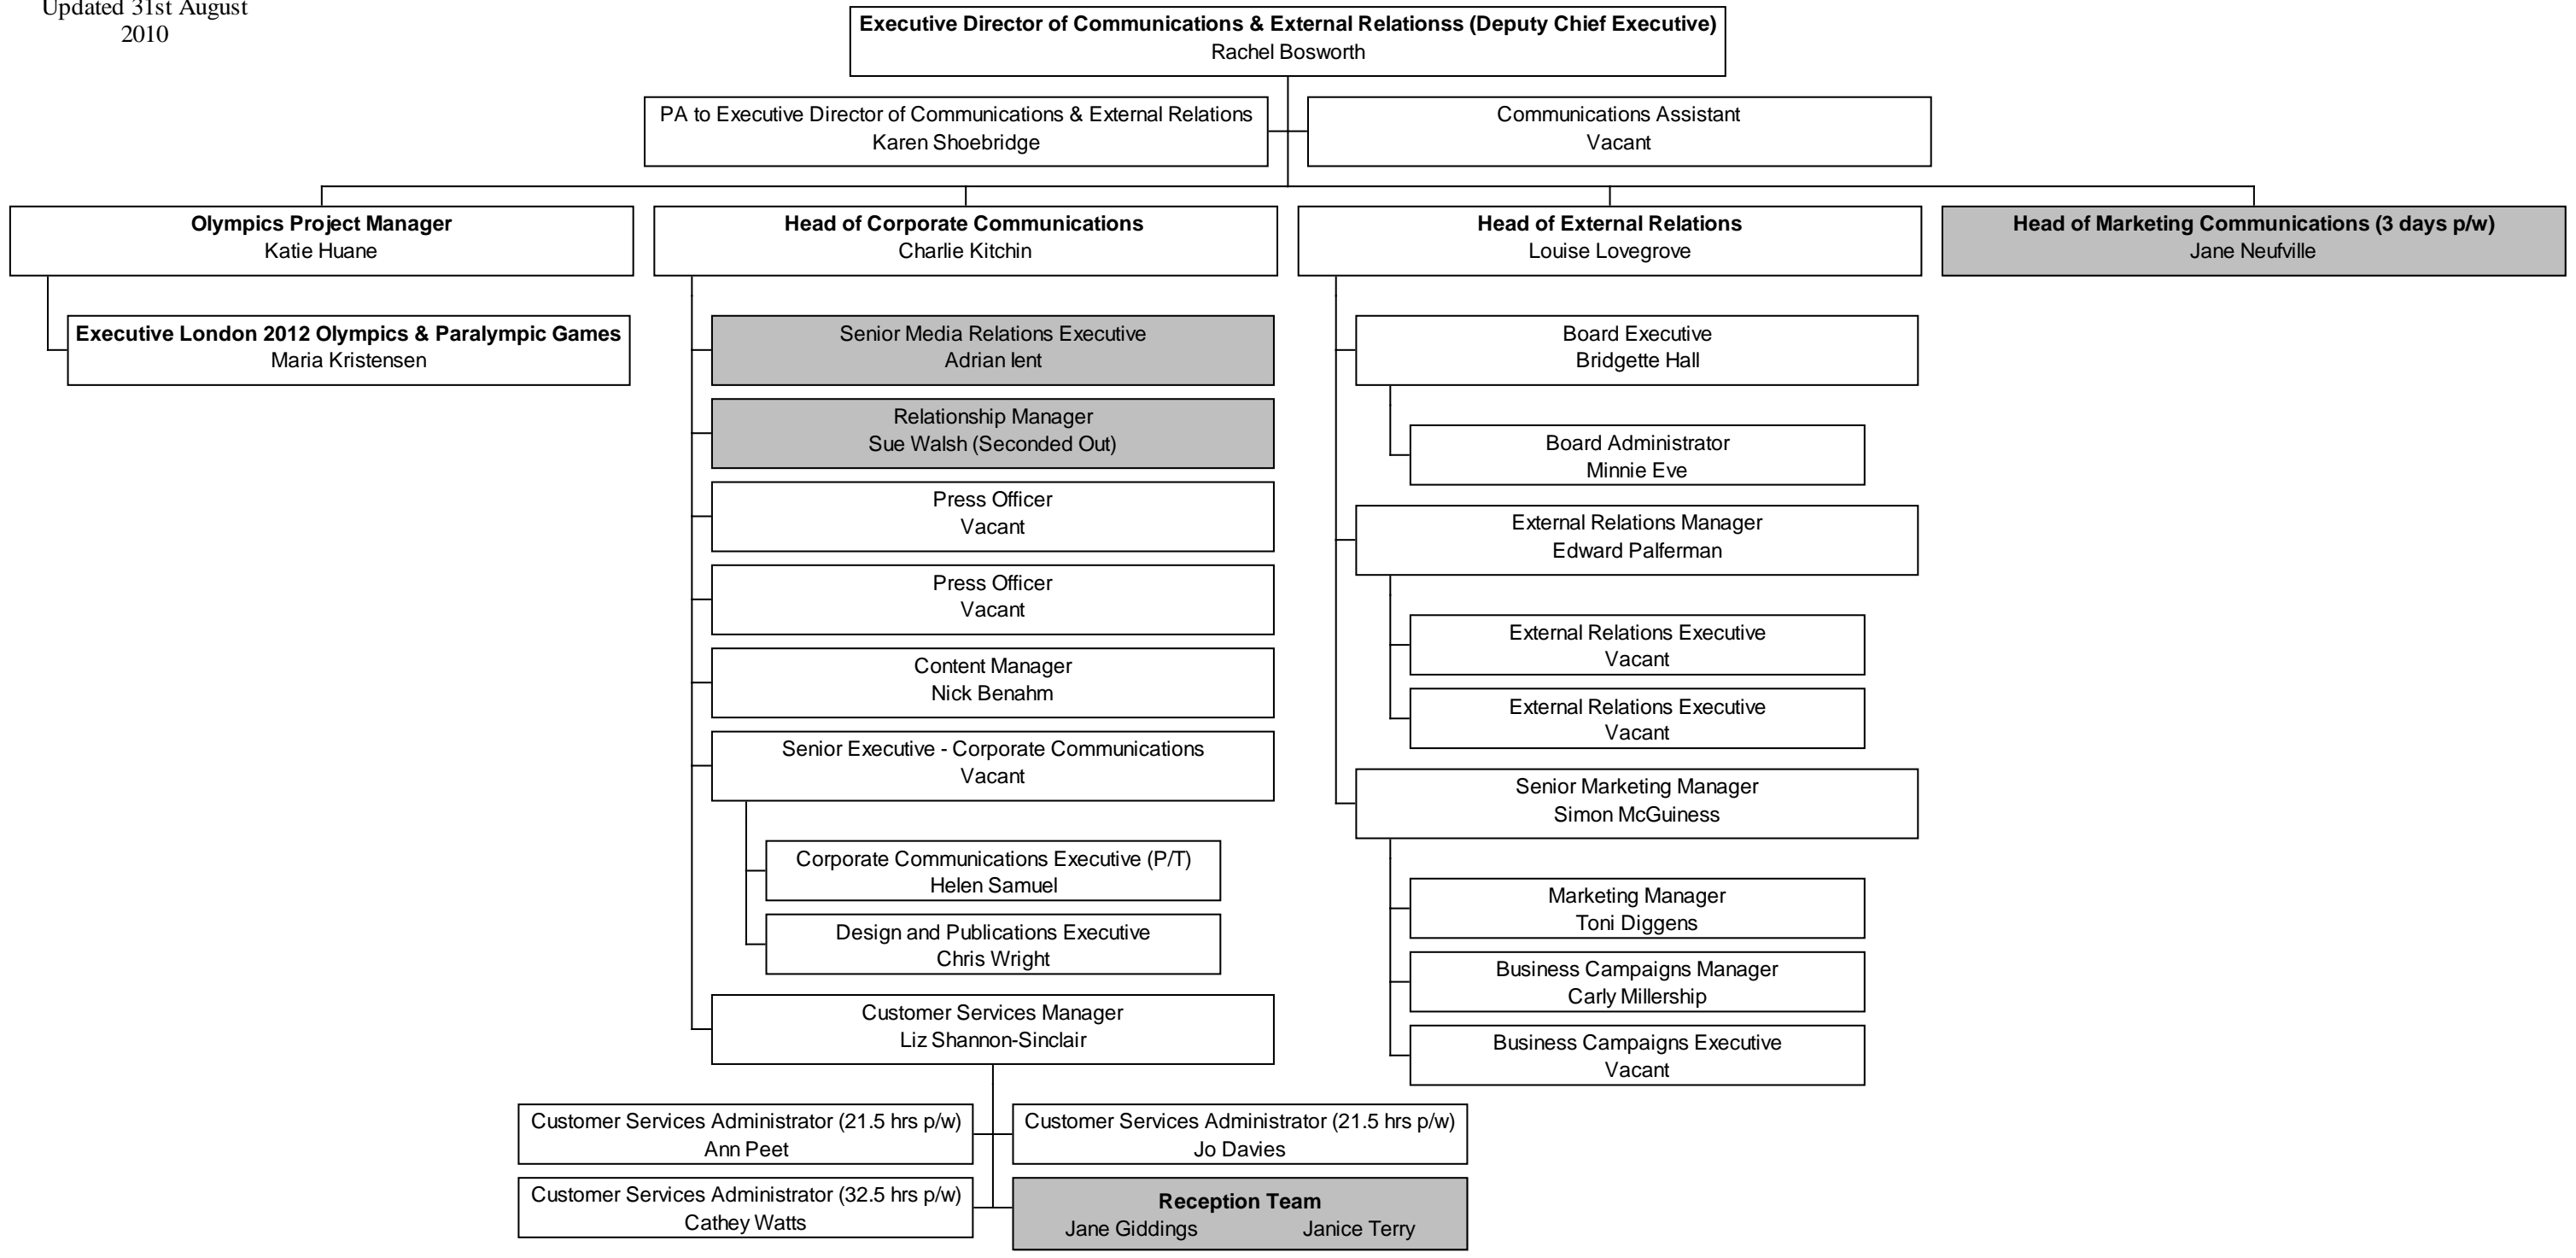 Updated 31st August
2010
Executive Director of Communications & External Relationss (Deputy Chief Executive)
Rachel Bosworth
PA to Executive Director of Communications & External Relations
Karen Shoebridge
Communications Assistant
Vacant
Olympics Project Manager
Katie Huane
Head of Corporate Communications
Charlie Kitchin
Head of External Relations
Louise Lovegrove
Head of Marketing Communications (3 days p/w)
Jane Neufville
Executive London 2012 Olympics & Paralympic Games
Maria Kristensen
Senior Media Relations Executive
Adrian Ient
Relationship Manager
Sue Walsh (Seconded Out)
Press Officer
Vacant
Press Officer
Vacant
Content Manager
Nick Benahm
Senior Executive - Corporate Communications
Vacant
Corporate Communications Executive (P/T)
Helen Samuel
Design and Publications Executive
Chris Wright
Customer Services Manager
Liz Shannon-Sinclair
Customer Services Administrator (21.5 hrs p/w)
Ann Peet
Customer Services Administrator (21.5 hrs p/w)
Jo Davies
Customer Services Administrator (32.5 hrs p/w)
Cathey Watts
Reception Team
Jane Giddings Janice Terry
Board Executive
Bridgette Hall
Board Administrator
Minnie Eve
External Relations Manager
Edward Palferman
External Relations Executive
Vacant
External Relations Executive
Vacant
Senior Marketing Manager
Simon McGuiness
Marketing Manager
Toni Diggens
Business Campaigns Manager
Carly Millership
Business Campaigns Executive
Vacant